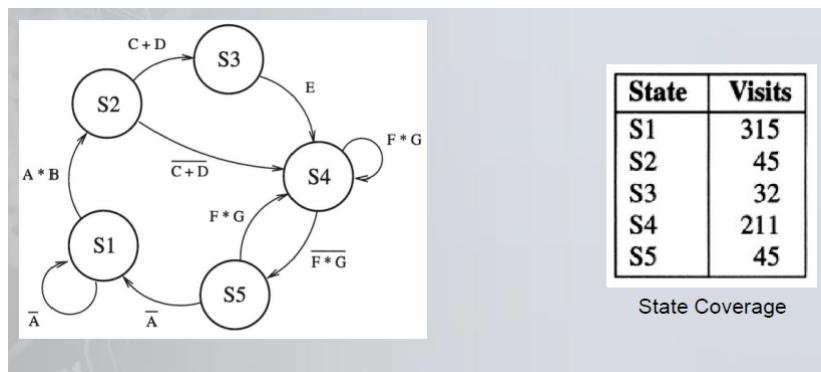 C + D
S3
S2
E
F * G
C + D
A * B
S4
F * G
S1
F * G
S5
A
A
State Visits
S1 315
S2 45
S3 32
S4 211
S5 45
State Coverage